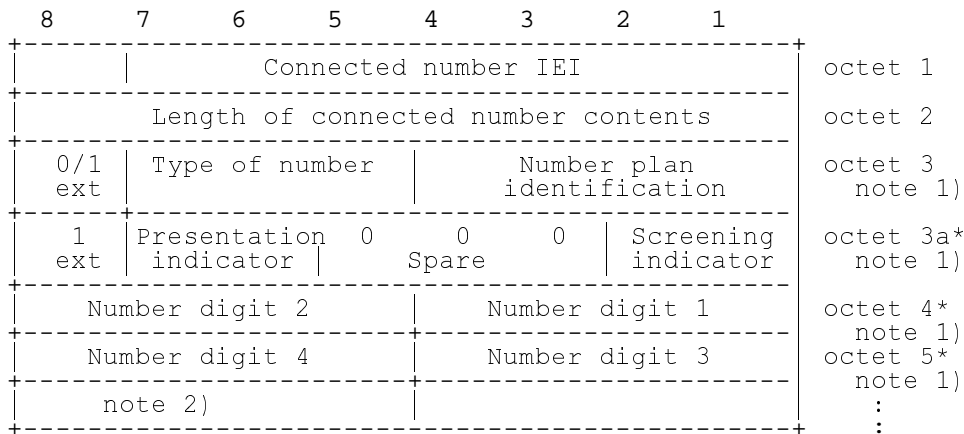 8 7 6 5 4 3 2 1
Connected number IEI octet 1
Length of connected number contents octet 2
0/1 Type of number Number plan octet 3
ext identification note 1)
1 Presentation 0 0 0 Screening octet 3a*
ext indicator Spare indicator note 1)
Number digit 2 Number digit 1 octet 4*
note 1)
Number digit 4 Number digit 3 octet 5*
note 1)
note 2) :
: